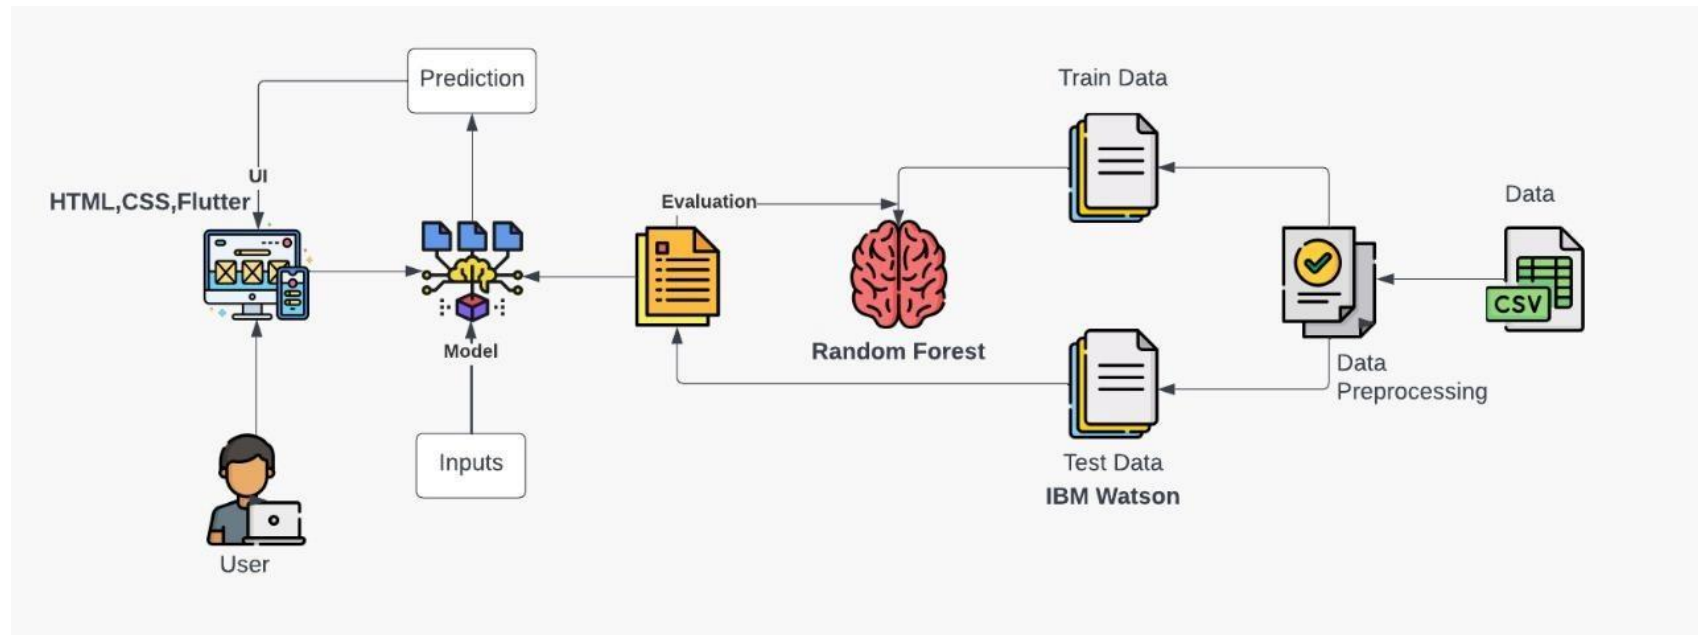 Prediction
Train Data
UI
HTML,CSS,Flutter
Evaluation
Data
CSV
Model
Random Forest
Data
Preprocessing
Inputs
Test Data
IBM Watson
User